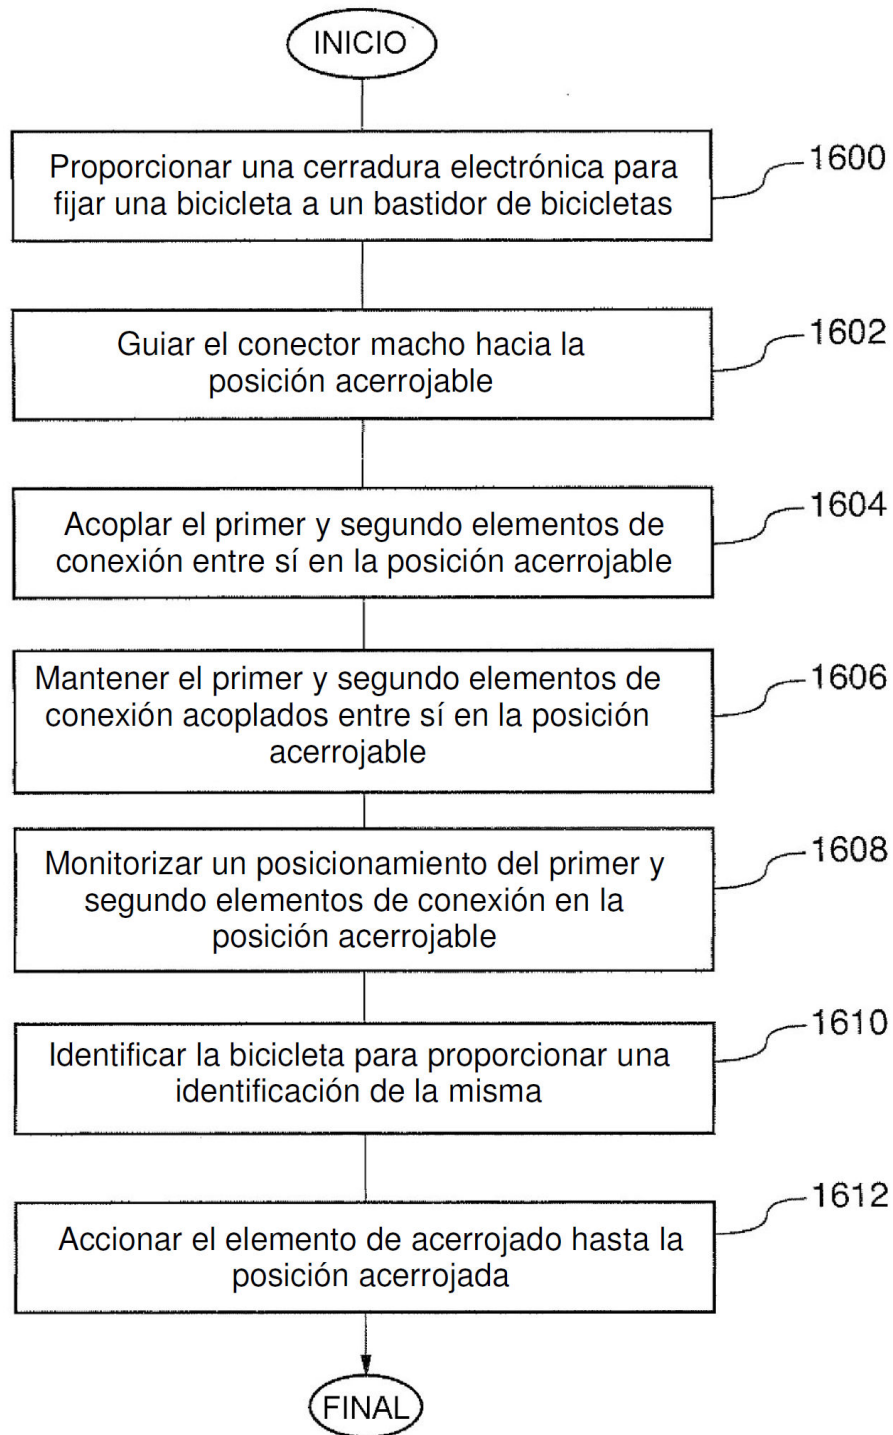 INICIO
Proporcionar una cerradura electrónica para
fijar una bicicleta a un bastidor de bicicletas
1600
Guiar el conector macho hacia la
posición acerrojable
1602
Acoplar el primer y segundo elementos de
conexión entre sí en la posición acerrojable
1604
Mantener el primer y segundo elementos de
conexión acoplados entre sí en la posición
acerrojable
1606
Monitorizar un posicionamiento del primer y
segundo elementos de conexión en la
posición acerrojable
1608
Identificar la bicicleta para proporcionar una
identificación de la misma
1610
Accionar el elemento de acerrojado hasta la
posición acerrojada
1612
FINAL